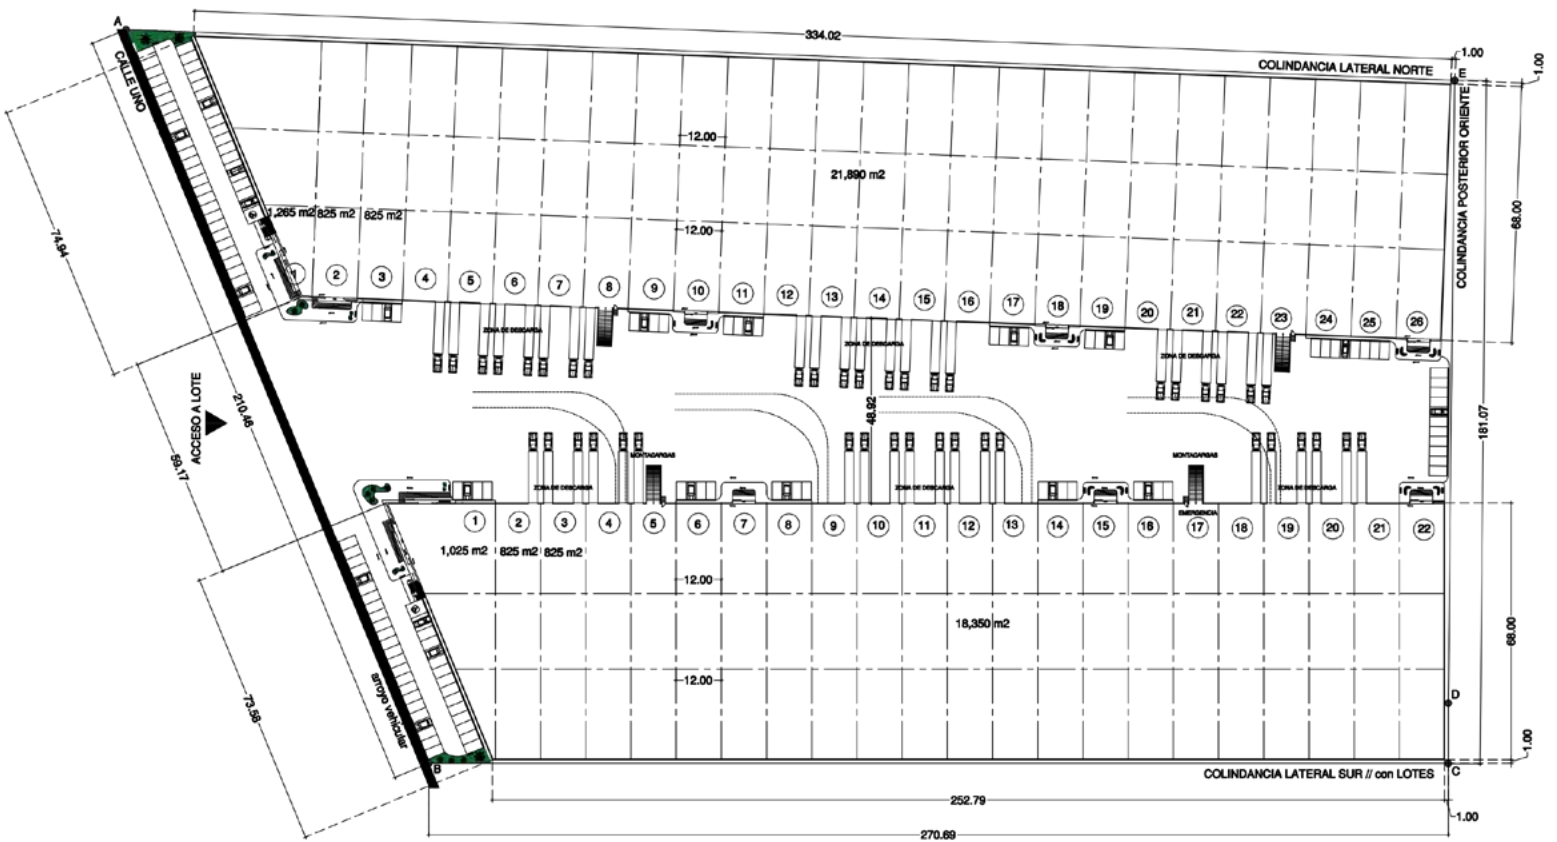 A
334.02
1.00
1.00
COLINDANCIA LATERAL NORTE
E
CALLE UNO
COLINDANCIA POSTERIOR ORIENTE
12.00
21,890 m2
1,265 m2 825 m2 825 m2
68.00
12.00
74.94
1 2 3 4 5 6 7 8 9 10 11 12 13 14 15 16 17 18 19 20 21 22 23 24 25 26
ZONA DE DESCARGA
ZONA DE DESCARGA
ZONA DE DESCARGA
ACCESO A LOTE
210.46
48.92
181.07
59.17
MONTACARGAS
MONTACARGAS
ZONA DE DESCARGA
ZONA DE DESCARGA
ZONA DE DESCARGA
EMERGENCIA
1 2 3 4 5 6 7 8 9 10 11 12 13 14 15 16 17 18 19 20 21 22
1,025 m2 825 m2 825 m2
12.00
18,350 m2
68.00
12.00
73.58
arroyo vehicular
D
B
C
1.00
COLINDANCIA LATERAL SUR // con LOTES
252.79
1.00
270.69